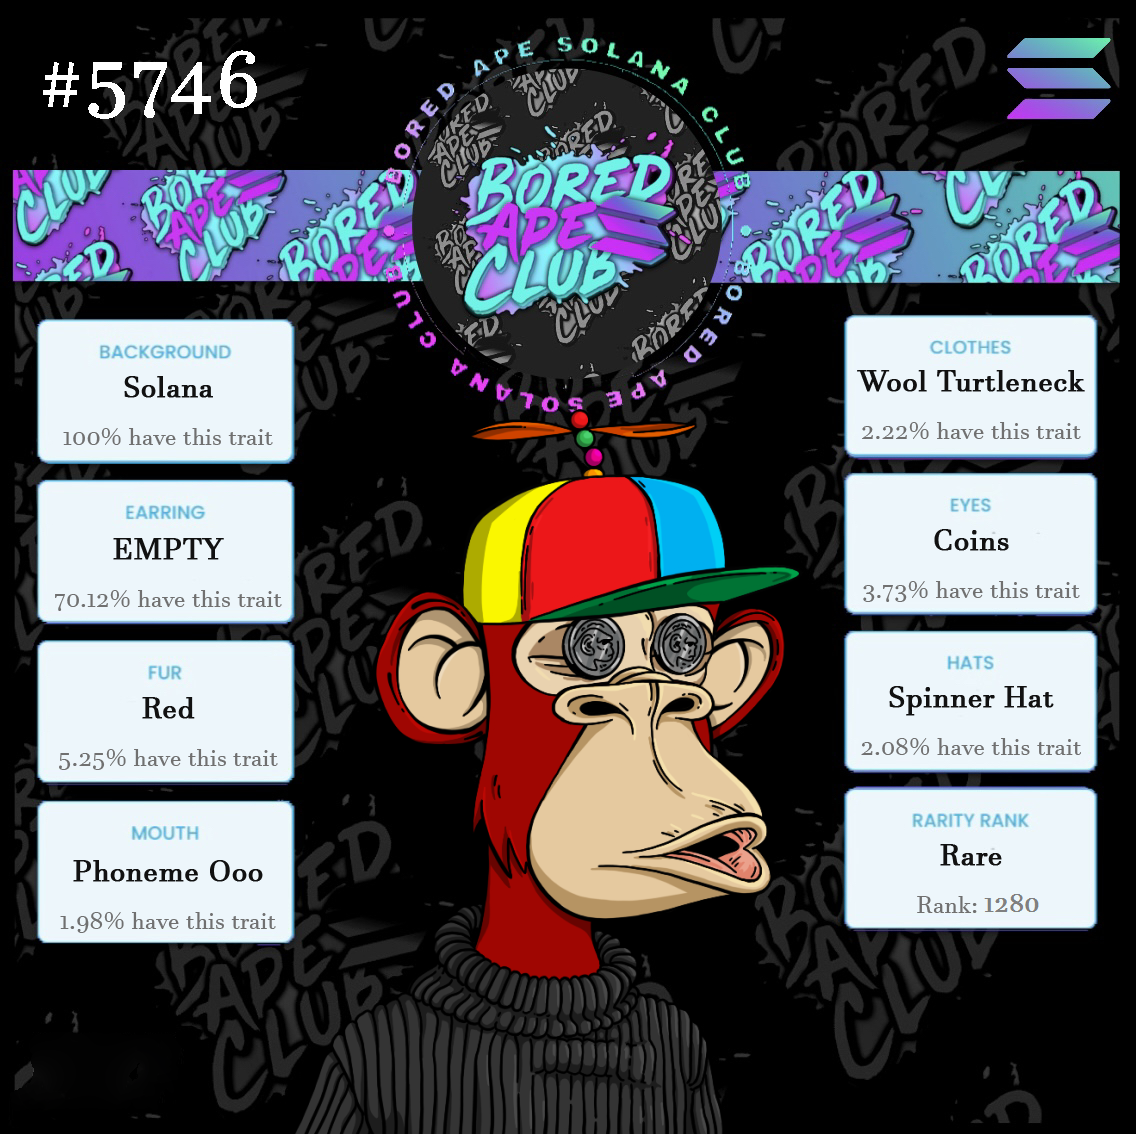 #5746
BORED APE SOLANA CLUB
BORED APE SOLANA CLUB
BORED
APE
CLUB
BACKGROUND
Solana
100% have this trait
EARRING
EMPTY
70.12% have this trait
FUR
Red
5.25% have this trait
MOUTH
Phoneme Ooo
1.98% have this trait
CLOTHES
Wool Turtleneck
2.22% have this trait
EYES
Coins
3.73% have this trait
HATS
Spinner Hat
2.08% have this trait
RARITY RANK
Rare
Rank: 1280